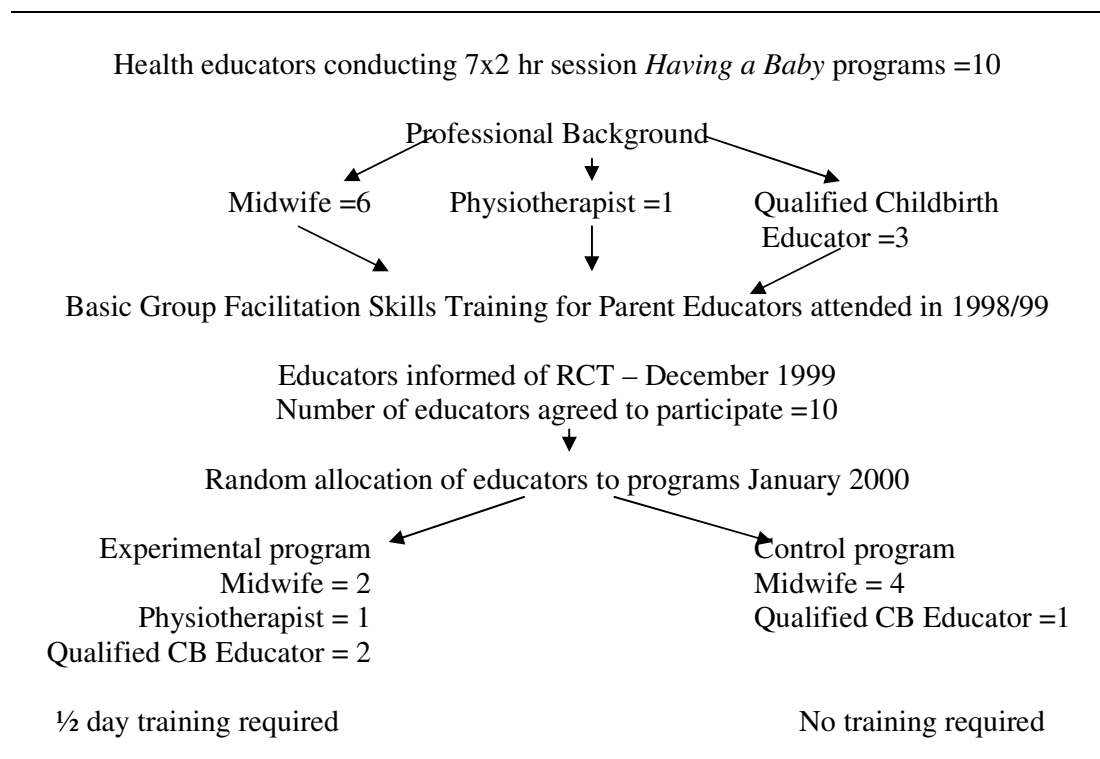 Health educators conducting 7x2 hr session Having a Baby programs =10
Professional Background
Midwife =6
Physiotherapist =1
Qualified Childbirth
Educator =3
Basic Group Facilitation Skills Training for Parent Educators attended in 1998/99
Educators informed of RCT – December 1999
Number of educators agreed to participate =10
Random allocation of educators to programs January 2000
Experimental program
Midwife = 2
Physiotherapist = 1
Qualified CB Educator = 2
½ day training required
Control program
Midwife = 4
Qualified CB Educator =1
No training required